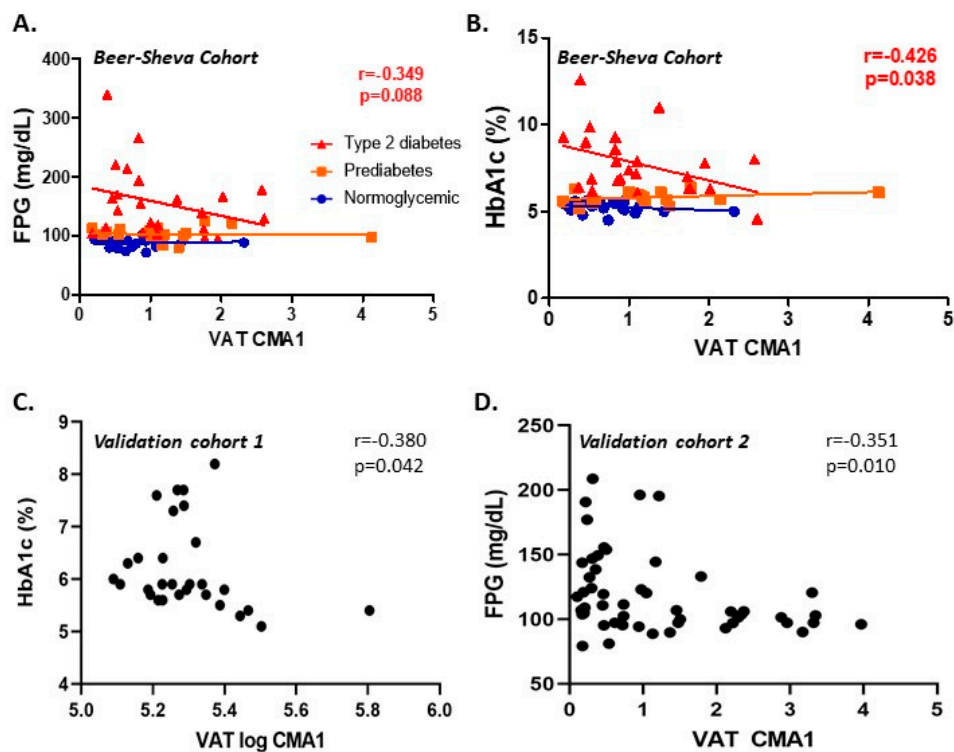 A.
Beer-Sheva Cohort
r=-0.349
p=0.088
Type 2 diabetes
Prediabetes
Normoglycemic
FPG (mg/dL)
400
300
200
100
0
0 1 2 3 4 5
VAT CMA1
B.
Beer-Sheva Cohort
r=-0.426
p=0.038
HbA1c (%)
15
10
5
0
0 1 2 3 4 5
VAT CMA1
C.
Validation cohort 1
r=-0.380
p=0.042
HbA1c (%)
9
8
7
6
5
4
5.0 5.2 5.4 5.6 5.8 6.0
VAT log CMA1
D.
Validation cohort 2
r=-0.351
p=0.010
FPG (mg/dL)
250
200
150
100
50
0 1 2 3 4 5
VAT CMA1